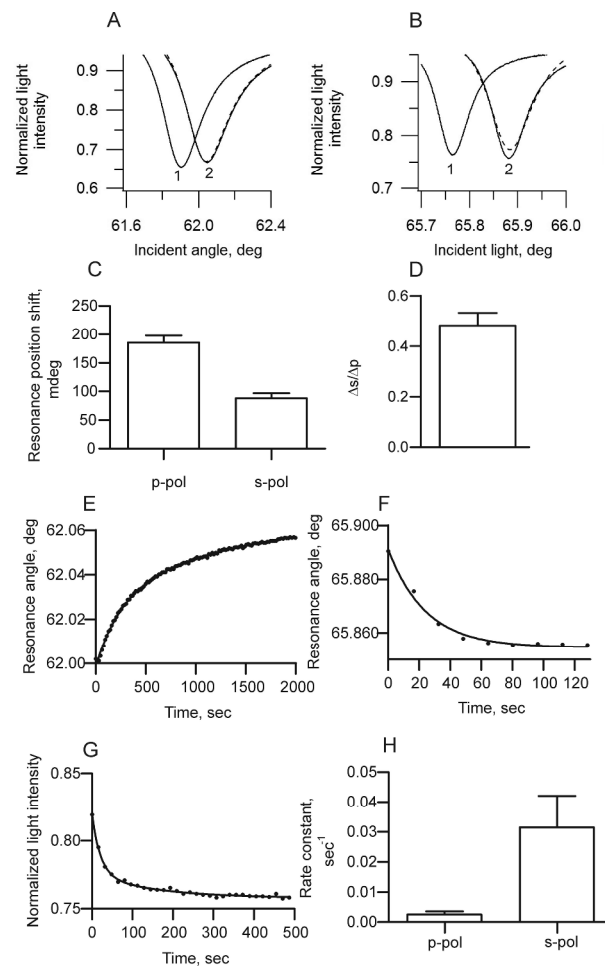 A
Normalized light
intensity
0.9
0.8
0.7
0.6
1
2
61.6
62.0
62.4
Incident angle, deg
B
Normalized light
intensity
0.9
0.8
0.7
1
2
65.7
65.8
65.9
66.0
Incident light, deg
C
Resonance position shift,
mdeg
250
200
150
100
50
0
p-pol
s-pol
D
Δs/Δp
0.6
0.4
0.2
0.0
E
Resonance angle, deg
62.06
62.04
62.02
62.00
0
500
1000
1500
2000
Time, sec
F
Resonance angle, deg
65.900
65.880
65.860
0
20
40
60
80
100
120
Time, sec
G
Normalized light intensity
0.85
0.80
0.75
0
100
200
300
400
500
Time, sec
H
Rate constant,
sec-1
0.05
0.04
0.03
0.02
0.01
0.00
p-pol
s-pol